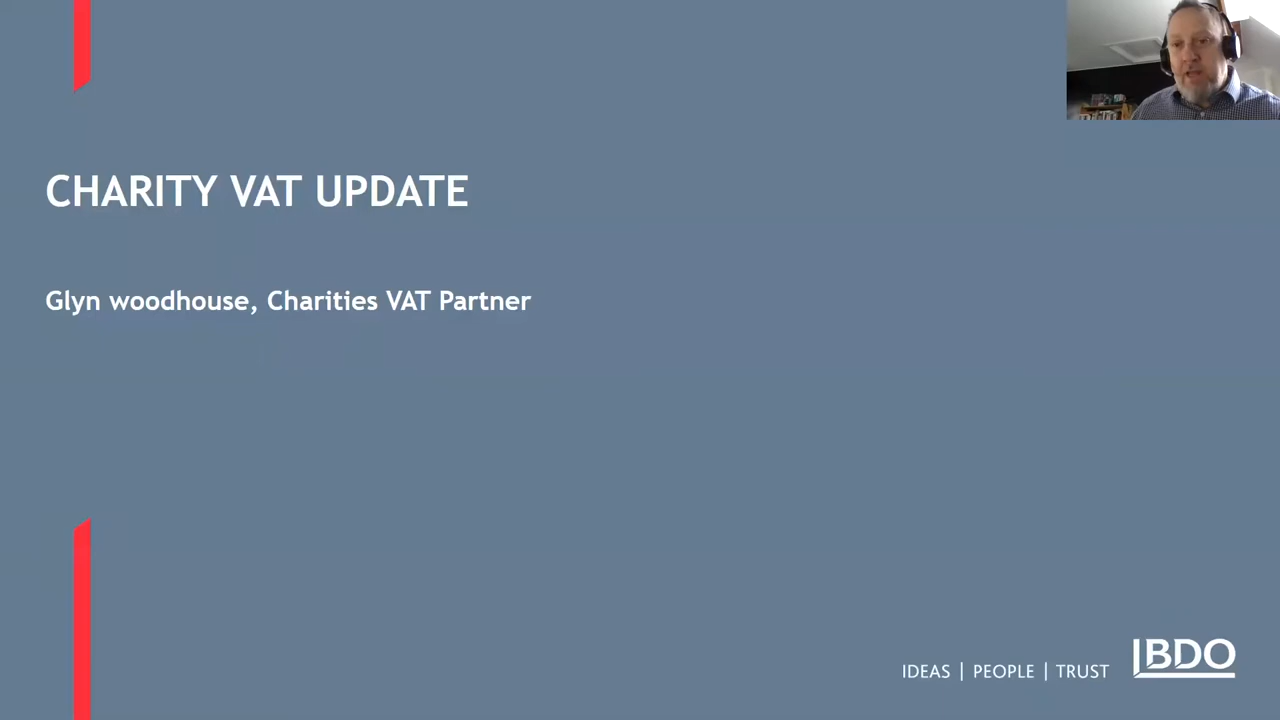 CHARITY VAT UPDATE
Glyn woodhouse, Charities VAT Partner
IDEAS | PEOPLE | TRUST
BDO